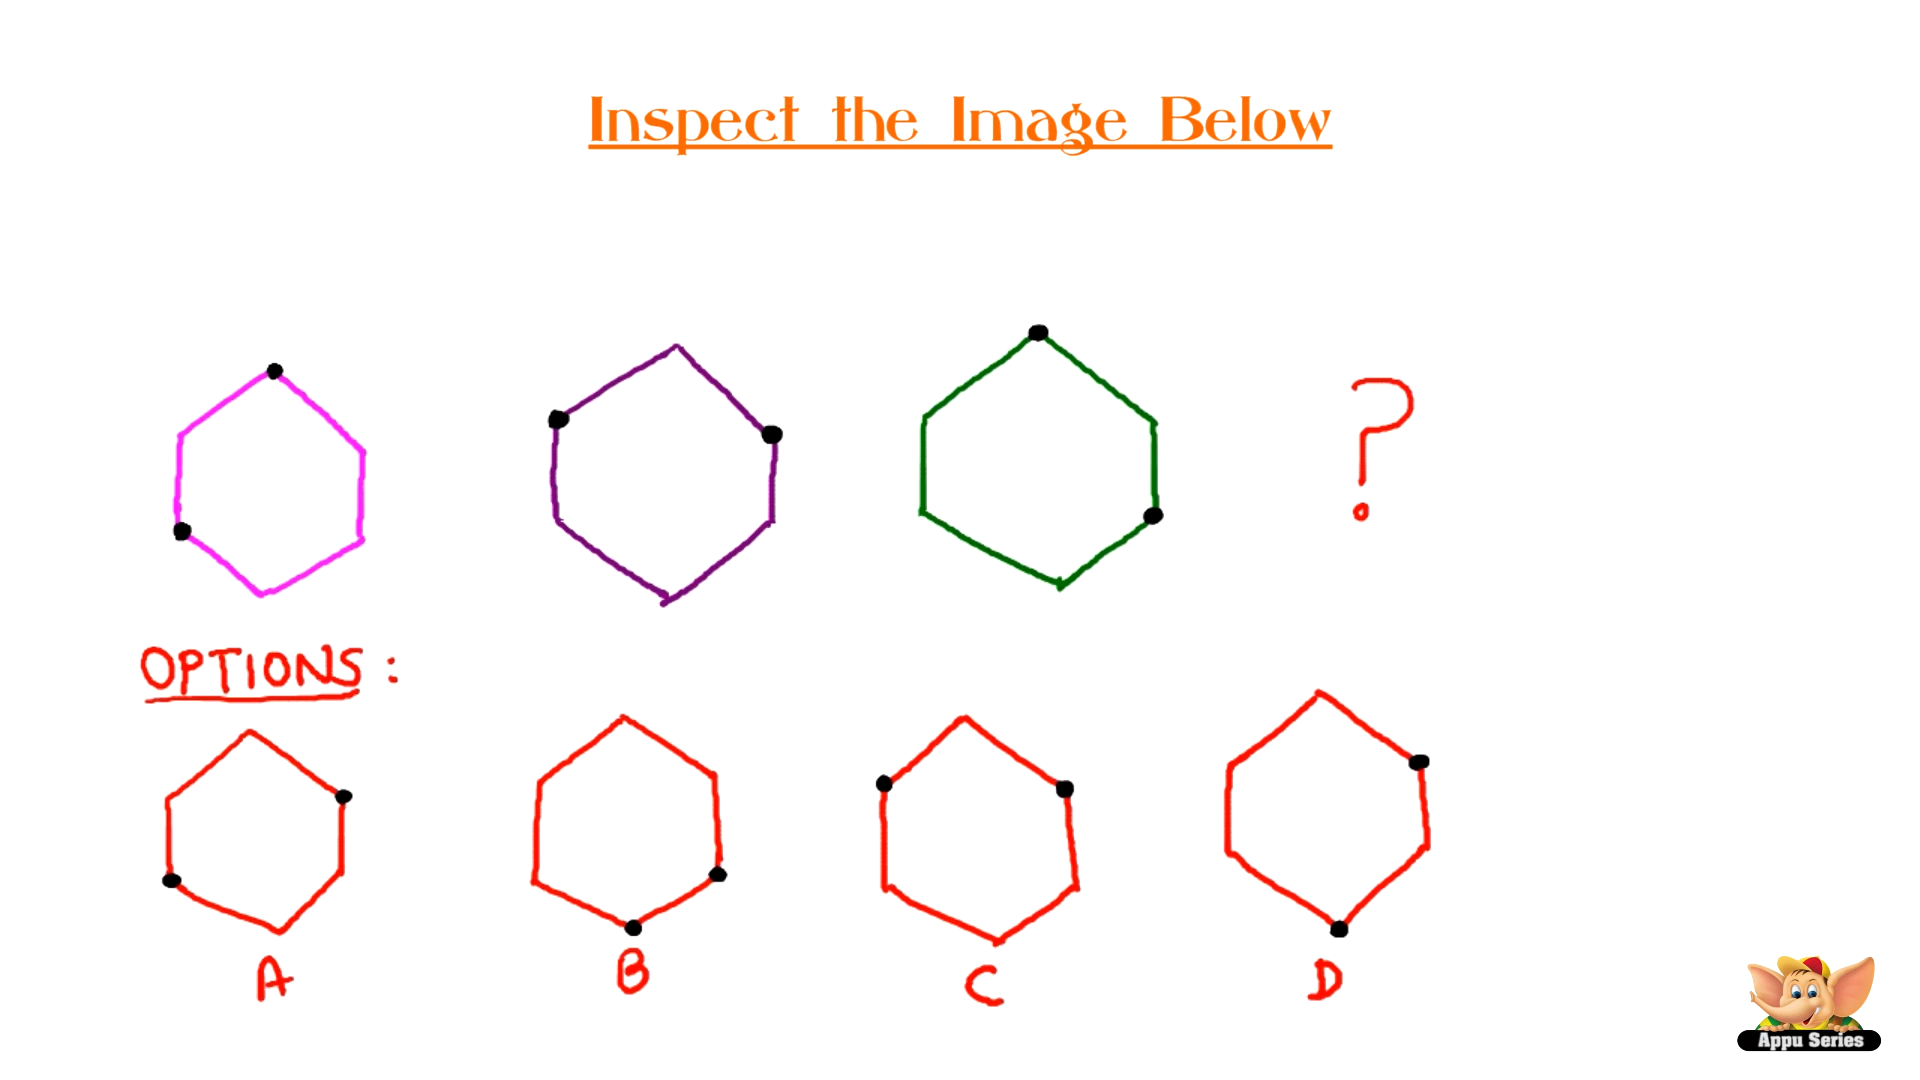 Inspect the Image Below
?
OPTIONS:
A B C D
Appu Series